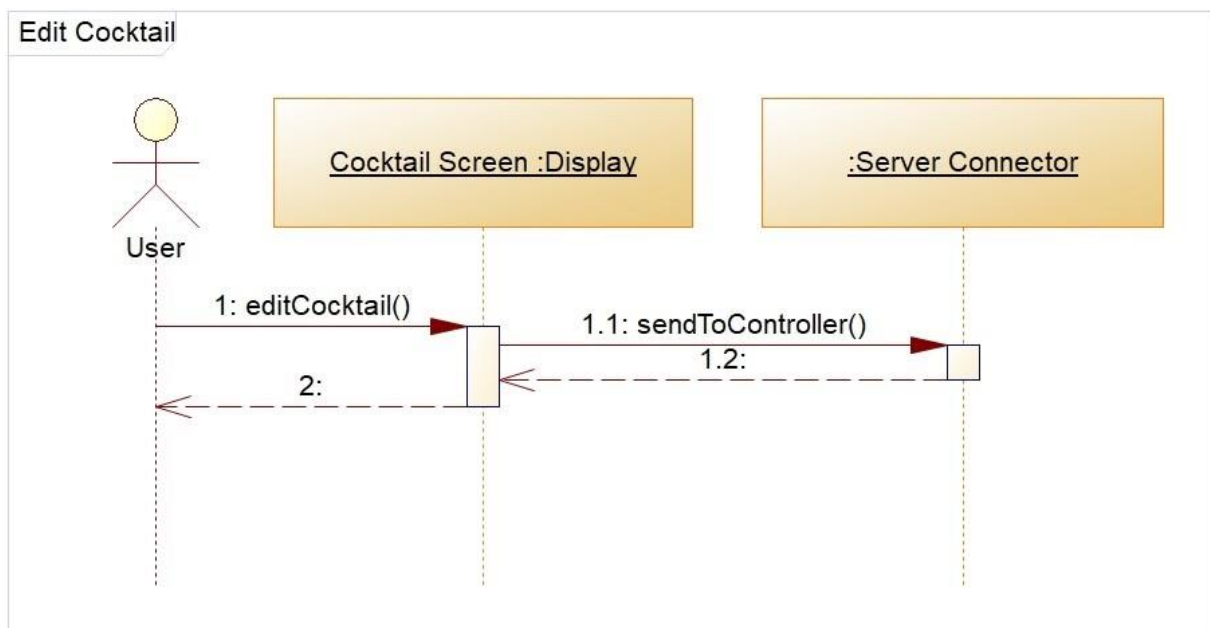 Edit Cocktail
Cocktail Screen :Display
:Server Connector
User
1: editCocktail()
1.1: sendToController()
1.2:
2: